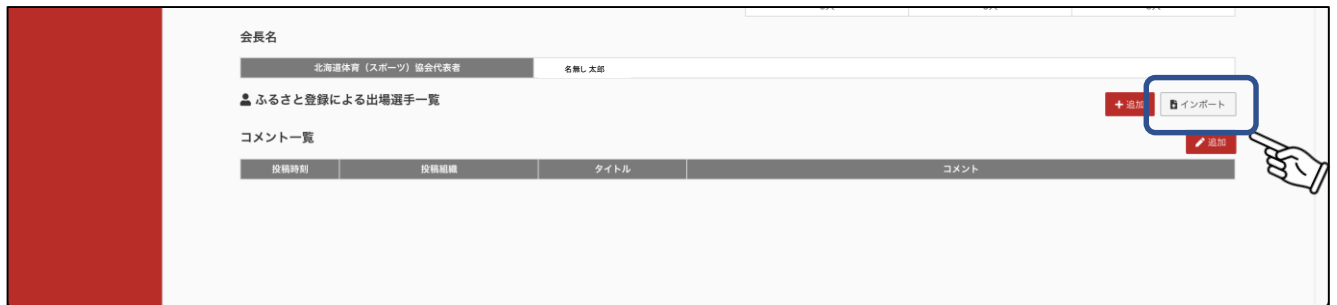 会長名
北海道体育（スポーツ）協会代表者 名無し 太郎
ふるさと登録による出場選手一覧
追加 インポート
コメント一覧
追加
投稿時刻 投稿組織 タイトル コメント